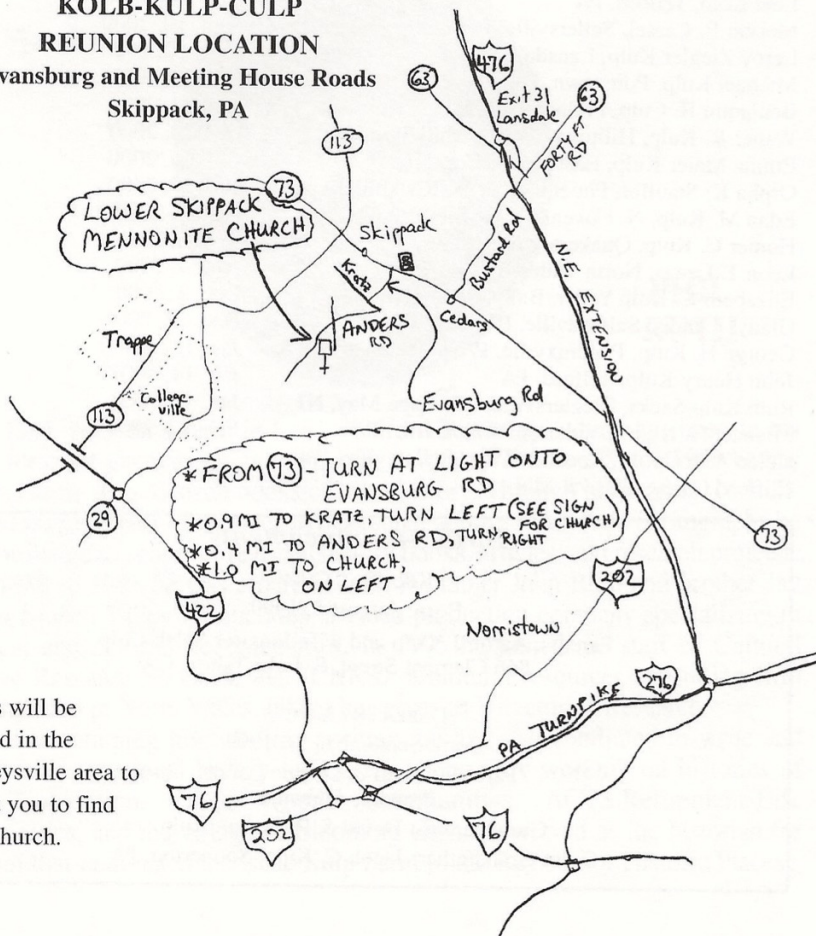 KOLB-KULP-CULP
REUNION LOCATION
vansburg and Meeting House Roads
Skippack, PA
476
63
Exit 31
Lansdale
63
FORTY FT
RD
113
73
LOWER SKIPPACK
MENNONITE CHURCH
Skippack
Kratz
Bustard Rd
Cedars
N.E. EXTENSION
ANDERS
RD
Trappe
College-
ville
113
Evansburg Rd
29
* FROM 73 - TURN AT LIGHT ONTO
EVANSBURG RD
* 0.9 MI TO KRATZ, TURN LEFT (SEE SIGN
FOR CHURCH)
* 0.4 MI TO ANDERS RD, TURN RIGHT
* 1.0 MI TO CHURCH,
ON LEFT
73
202
422
Norristown
276
PA TURNPIKE
s will be
d in the
eysville area to
t you to find
hurch.
76
202
76